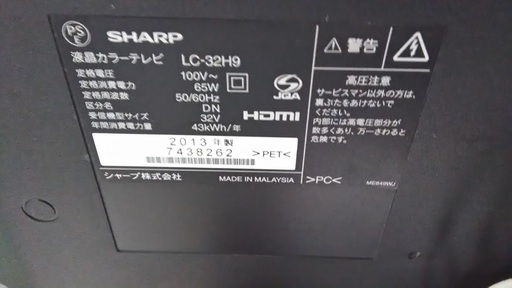 PS
E
SHARP
液晶カラーテレビ LC-32H9
定格電圧 100V~
定格消費電力 65W
定格周波数 50/60Hz
区分名 DN
受信機型サイズ 32V
年間消費電力量 43kWh/年
JQA
HDMI
2013年製
7438262
>PET<
シャープ株式会社 MADE IN MALAYSIA
>PC<
警告
高圧注意
サービスマン以外の方は、
裏ぶたをあけないで
ください。
内部には高電圧部分が
数多くあり、万一さわると
危険です。